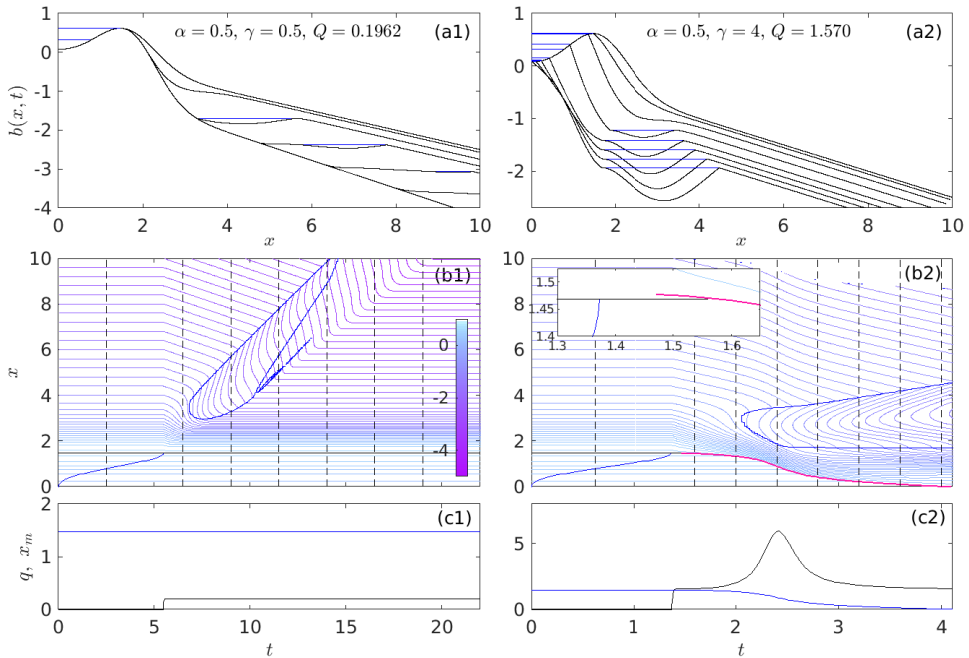 α = 0.5, γ = 0.5, Q = 0.1962 (a1)
b(x, t)
1
0
-1
-2
-3
-4
0 2 4 6 8 10
x
α = 0.5, γ = 4, Q = 1.570 (a2)
1
0
-1
-2
0 2 4 6 8 10
x
(b1)
x
10
8
6
4
2
0
0
-2
-4
(b2)
10
8
6
4
2
0
1.5
1.45
1.4
1.3 1.4 1.5 1.6
(c1)
q, x_m
2
1
0
0 5 10 15 20
t
(c2)
5
0
0 1 2 3 4
t